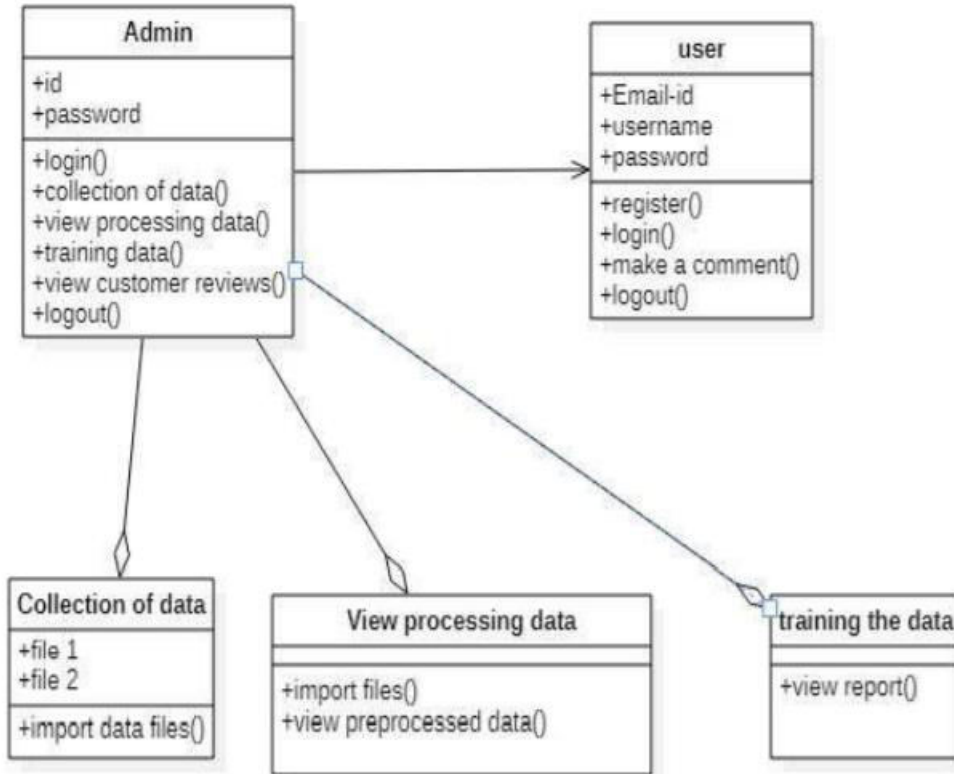 Admin
+id
+password
+login()
+collection of data()
+view processing data()
+training data()
+view customer reviews()
+logout()
user
+Email-id
+username
+password
+register()
+login()
+make a comment()
+logout()
Collection of data
+file 1
+file 2
+import data files()
View processing data
+import files()
+view preprocessed data()
training the data
+view report()